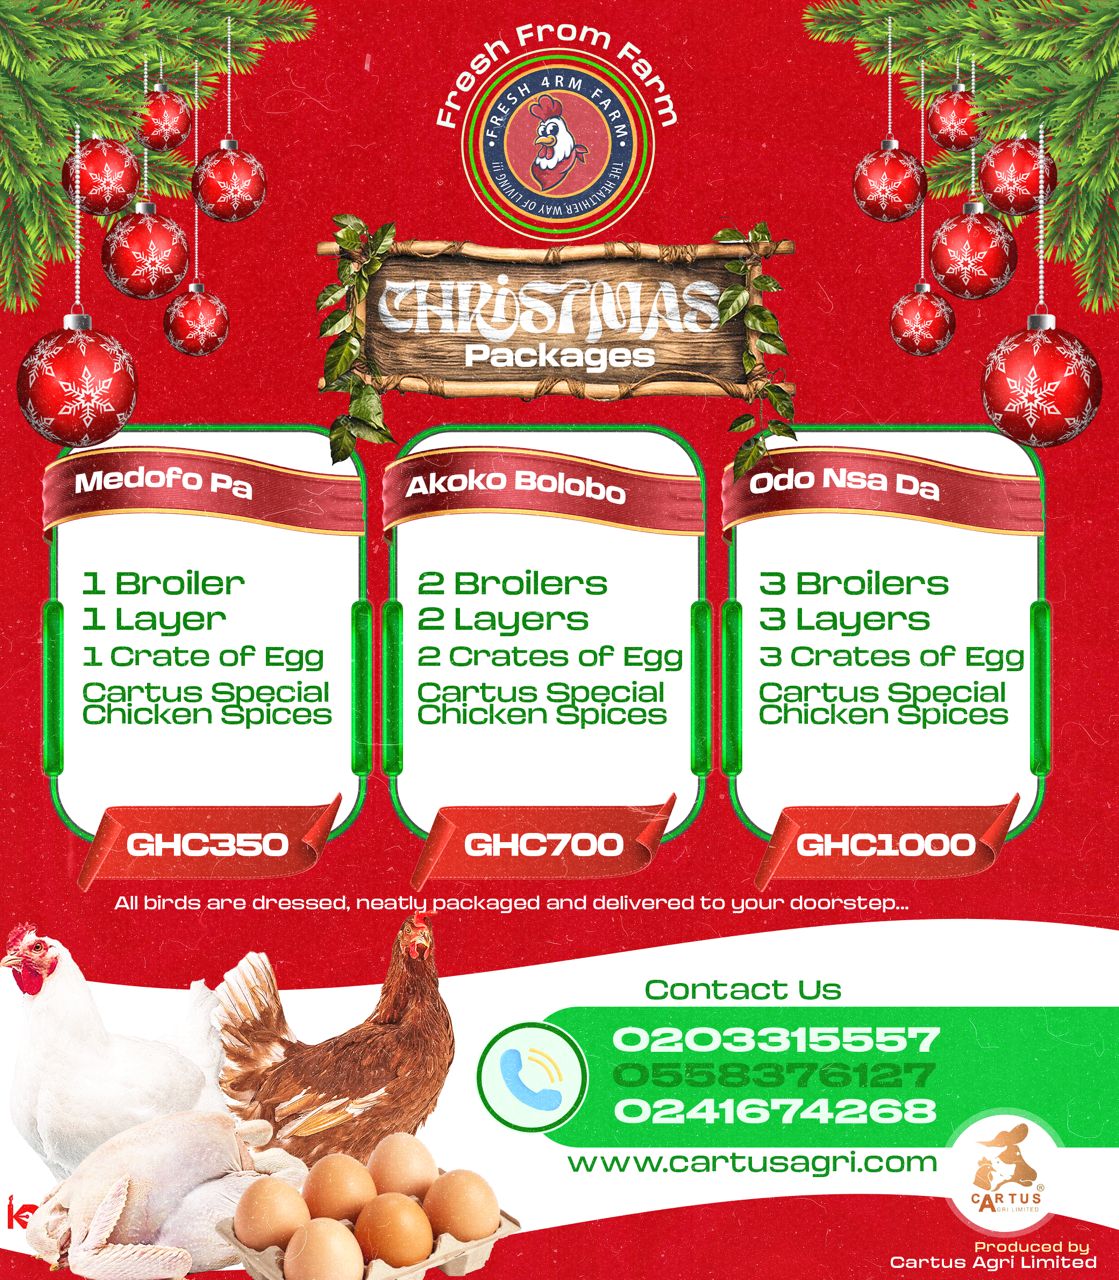 Fresh From Farm
FRESH 4RM FARM
THE HEALTHIER WAY OF LIVING!!!
CHRiSTMAS
Packages
Medofo Pa
1 Broiler
1 Layer
1 Crate of Egg
Cartus Special
Chicken Spices
GHC350
Akoko Bolobo
2 Broilers
2 Layers
2 Crates of Egg
Cartus Special
Chicken Spices
GHC700
Odo Nsa Da
3 Broilers
3 Layers
3 Crates of Egg
Cartus Special
Chicken Spices
GHC1000
All birds are dressed, neatly packaged and delivered to your doorstep...
Contact Us
0203315557
0558376127
0241674268
www.cartusagri.com
CARTUS ®
AGRI LIMITED
Produced by
Cartus Agri Limited